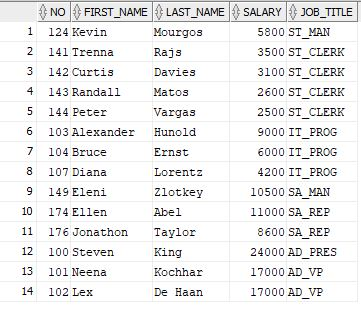 NO FIRST_NAME LAST_NAME SALARY JOB_TITLE
1 124 Kevin Mourgos 5800 ST_MAN
2 141 Trenna Rajs 3500 ST_CLERK
3 142 Curtis Davies 3100 ST_CLERK
4 143 Randall Matos 2600 ST_CLERK
5 144 Peter Vargas 2500 ST_CLERK
6 103 Alexander Hunold 9000 IT_PROG
7 104 Bruce Ernst 6000 IT_PROG
8 107 Diana Lorentz 4200 IT_PROG
9 149 Eleni Zlotkey 10500 SA_MAN
10 174 Ellen Abel 11000 SA_REP
11 176 Jonathon Taylor 8600 SA_REP
12 100 Steven King 24000 AD_PRES
13 101 Neena Kochhar 17000 AD_VP
14 102 Lex De Haan 17000 AD_VP